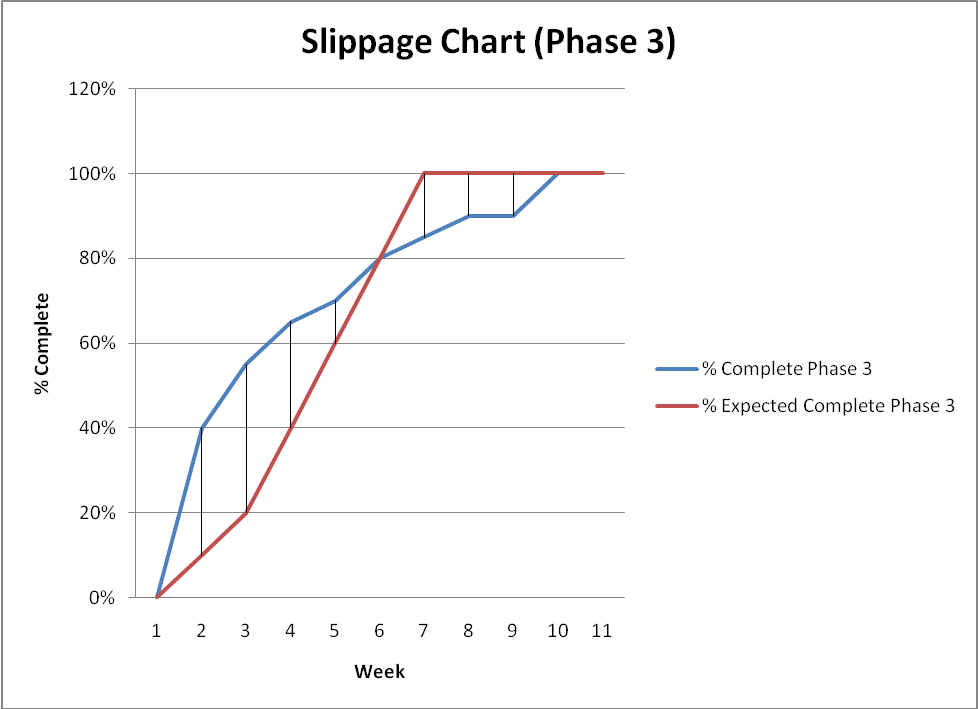 Slippage Chart (Phase 3)
120%
100%
80%
60%
40%
20%
0%
% Complete
1 2 3 4 5 6 7 8 9 10 11
Week
% Complete Phase 3
% Expected Complete Phase 3